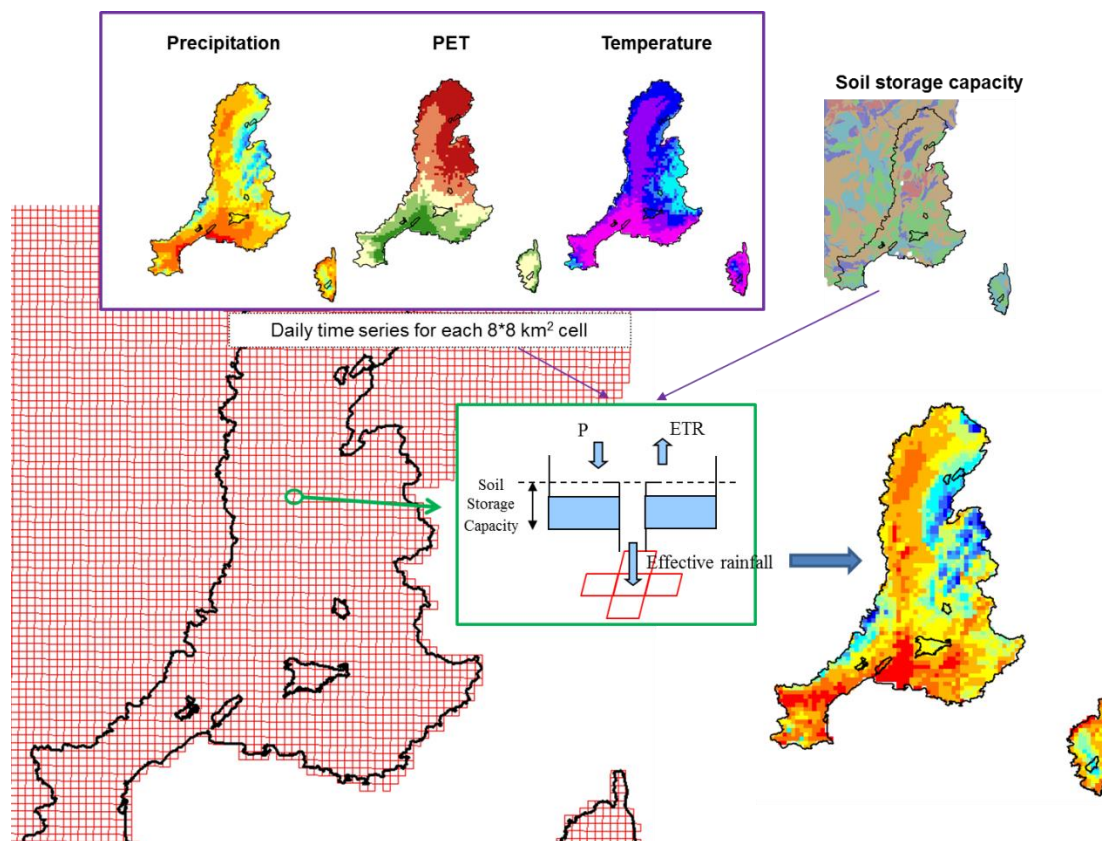 Precipitation
PET
Temperature
Soil storage capacity
Daily time series for each 8*8 km² cell
P
ETR
Soil
Storage
Capacity
Effective rainfall